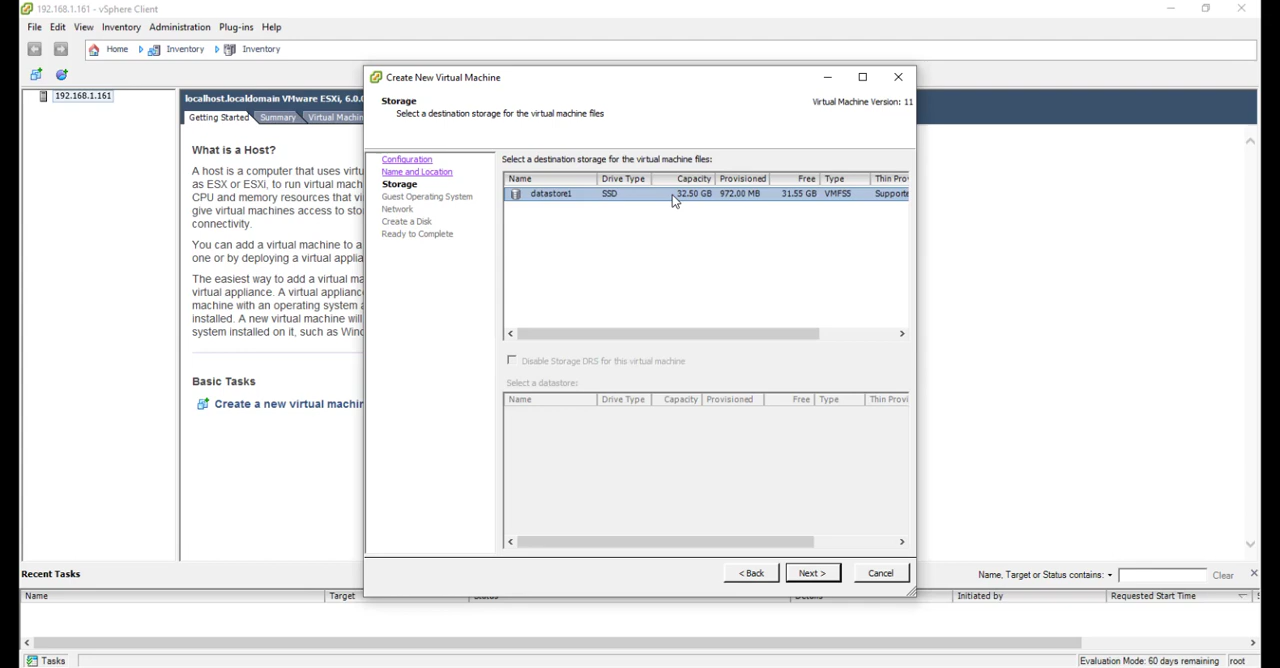 192.168.1.161 - vSphere Client
File Edit View Inventory Administration Plug-ins Help
Home Inventory Inventory
192.168.1.161
localhost.localdomain VMware ESXi, 6.0.
Getting Started Summary Virtual Machin
What is a Host?
A host is a computer that uses virtu
as ESX or ESXi, to run virtual mach
CPU and memory resources that vi
give virtual machines access to sto
connectivity.
You can add a virtual machine to a
one or by deploying a virtual applia
The easiest way to add a virtual ma
virtual appliance. A virtual applianc
machine with an operating system a
installed. A new virtual machine will
system installed on it, such as Wind
Basic Tasks
Create a new virtual machin
Create New Virtual Machine
Storage
Select a destination storage for the virtual machine files
Virtual Machine Version: 11
Configuration
Name and Location
Storage
Guest Operating System
Network
Create a Disk
Ready to Complete
Select a destination storage for the virtual machine files:
Name Drive Type Capacity Provisioned Free Type Thin Pro
datastore1 SSD 32.50 GB 972.00 MB 31.55 GB VMFS5 Supporte
Disable Storage DRS for this virtual machine
Select a datastore:
Name Drive Type Capacity Provisioned Free Type Thin Provi
< Back Next > Cancel
Recent Tasks
Name, Target or Status contains: Clear
Name Target Status Details Initiated by Requested Start Time
Tasks
Evaluation Mode: 60 days remaining root